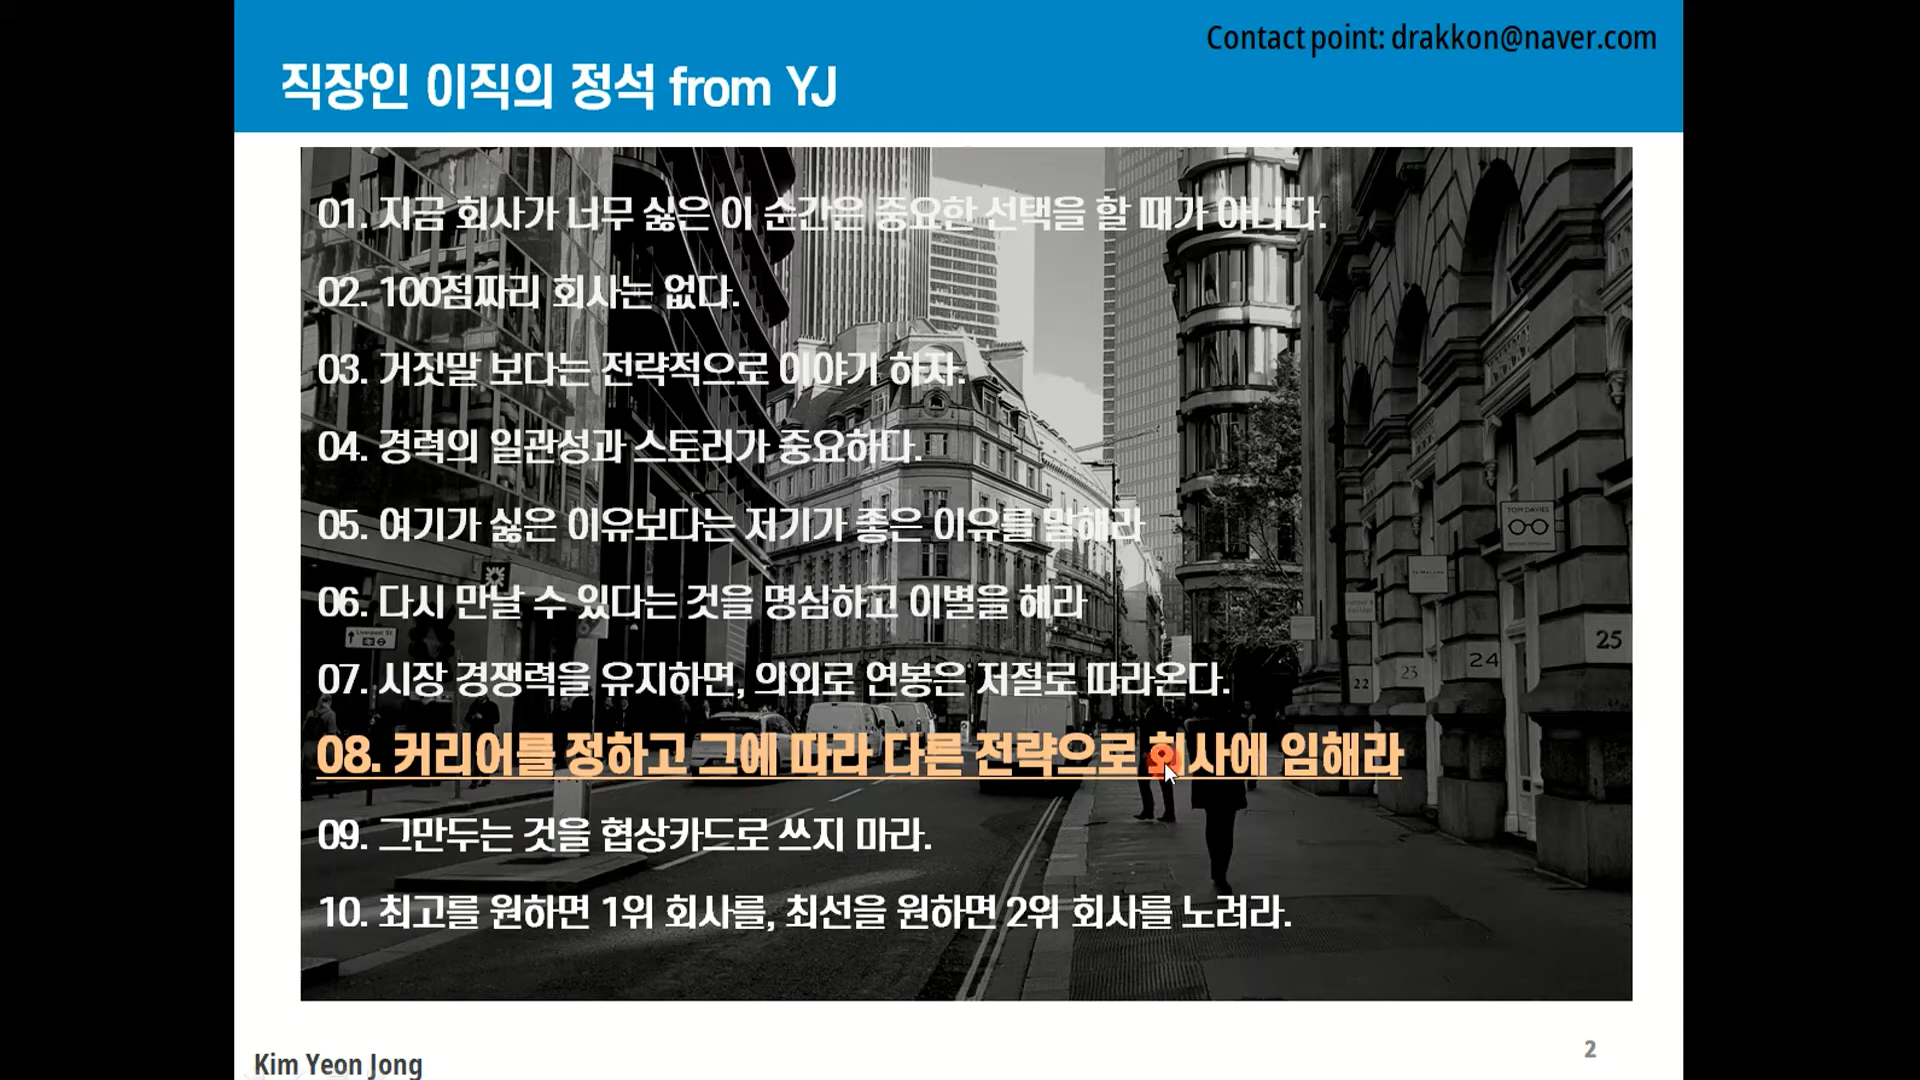 Contact point: drakkon@naver.com
직장인 이직의 정석 from YJ
01. 지금 회사가 너무 싫은 이 순간은 중요한 선택을 할 때가 아니다.
02. 100점짜리 회사는 없다.
03. 거짓말 보다는 전략적으로 이야기 하자.
04. 경력의 일관성과 스토리가 중요하다.
05. 여기가 싫은 이유보다는 저기가 좋은 이유를 말해라
06. 다시 만날 수 있다는 것을 명심하고 이별을 해라
07. 시장 경쟁력을 유지하면, 의외로 연봉은 저절로 따라온다.
08. 커리어를 정하고 그에 따라 다른 전략으로 회사에 임해라
09. 그만두는 것을 협상카드로 쓰지 마라.
10. 최고를 원하면 1위 회사를, 최선을 원하면 2위 회사를 노려라.
TOM DAVIES
Liverpool St
22
23
24
25
Kim Yeon Jong
2